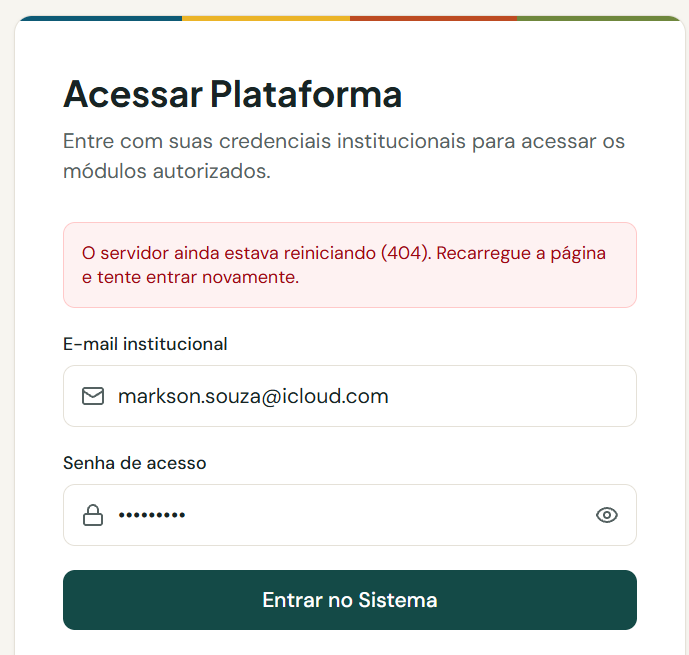 Acessar Plataforma
Entre com suas credenciais institucionais para acessar os
módulos autorizados.
O servidor ainda estava reiniciando (404). Recarregue a página
e tente entrar novamente.
E-mail institucional
markson.souza@icloud.com
Senha de acesso
•••••••••
Entrar no Sistema